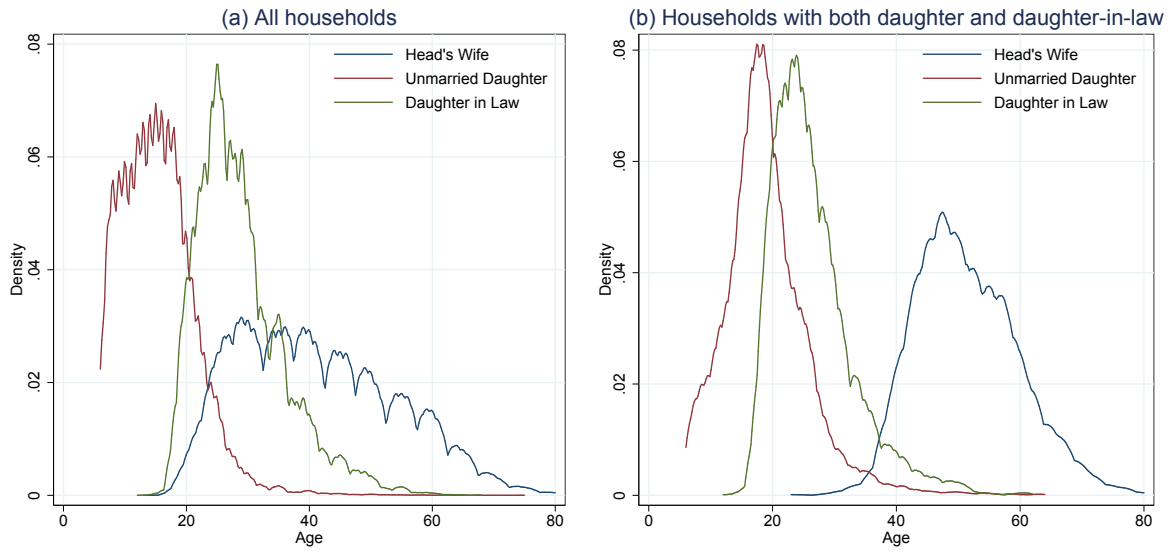 (a) All households
Head's Wife
Unmarried Daughter
Daughter in Law
Density
0
.02
.04
.06
.08
0
20
40
60
80
Age
(b) Households with both daughter and daughter-in-law
Head's Wife
Unmarried Daughter
Daughter in Law
Density
0
.02
.04
.06
.08
0
20
40
60
80
Age